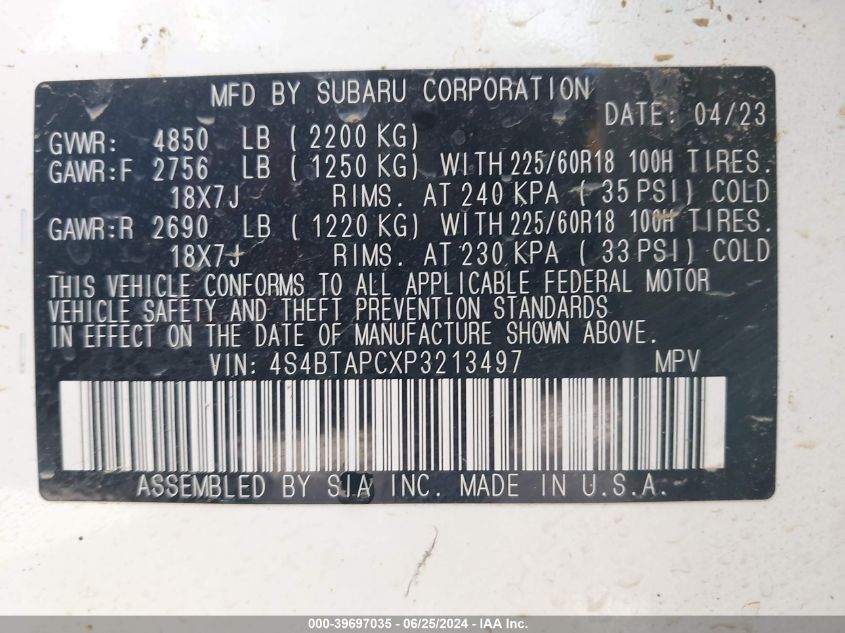 MFD BY SUBARU CORPORATION
DATE: 04/23
GVWR: 4850 LB ( 2200 KG)
GAWR:F 2756 LB ( 1250 KG) WITH 225/60R18 100H TIRES.
18X7J RIMS. AT 240 KPA ( 35 PSI) COLD
GAWR:R 2690 LB ( 1220 KG) WITH 225/60R18 100H TIRES.
18X7J RIMS. AT 230 KPA ( 33 PSI) COLD
THIS VEHICLE CONFORMS TO ALL APPLICABLE FEDERAL MOTOR
VEHICLE SAFETY AND THEFT PREVENTION STANDARDS
IN EFFECT ON THE DATE OF MANUFACTURE SHOWN ABOVE.
VIN: 4S4BTAPCXP3213497 MPV
ASSEMBLED BY SIA INC. MADE IN U.S.A.
000-39697035 - 06/25/2024 - IAA Inc.